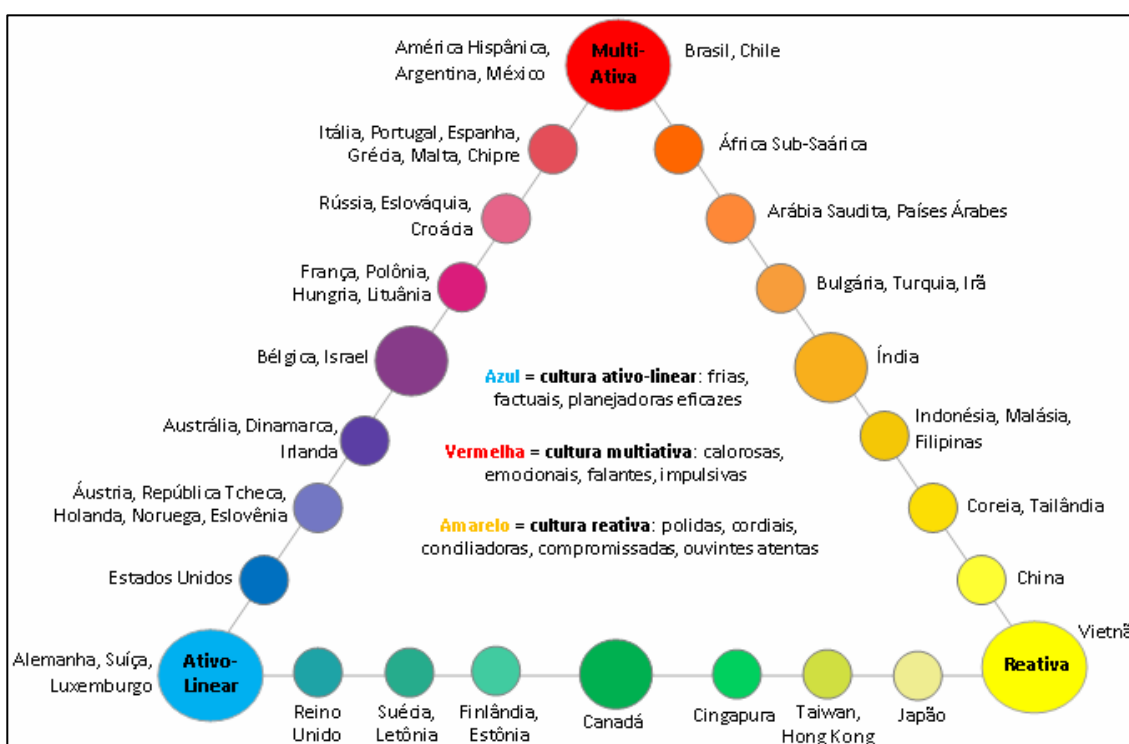 América Hispânica,
Argentina, México
Multi-
Ativa
Brasil, Chile
Itália, Portugal, Espanha,
Grécia, Malta, Chipre
África Sub-Saárica
Rússia, Eslováquia,
Croácia
Arábia Saudita, Países Árabes
França, Polônia,
Hungria, Lituânia
Bulgária, Turquia, Irã
Bélgica, Israel
Índia
Azul = cultura ativo-linear: frias,
factuais, planejadoras eficazes
Austrália, Dinamarca,
Irlanda
Indonésia, Malásia,
Filipinas
Vermelha = cultura multiativa: calorosas,
emocionais, falantes, impulsivas
Áustria, República Tcheca,
Holanda, Noruega, Eslovênia
Coreia, Tailândia
Amarelo = cultura reativa: polidas, cordiais,
conciliadoras, compromissadas, ouvintes atentas
Estados Unidos
China
Alemanha, Suíça,
Luxemburgo
Ativo-
Linear
Reativa
Vietnã
Reino
Unido
Suécia,
Letônia
Finlândia,
Estônia
Canadá
Cingapura
Taiwan,
Hong Kong
Japão